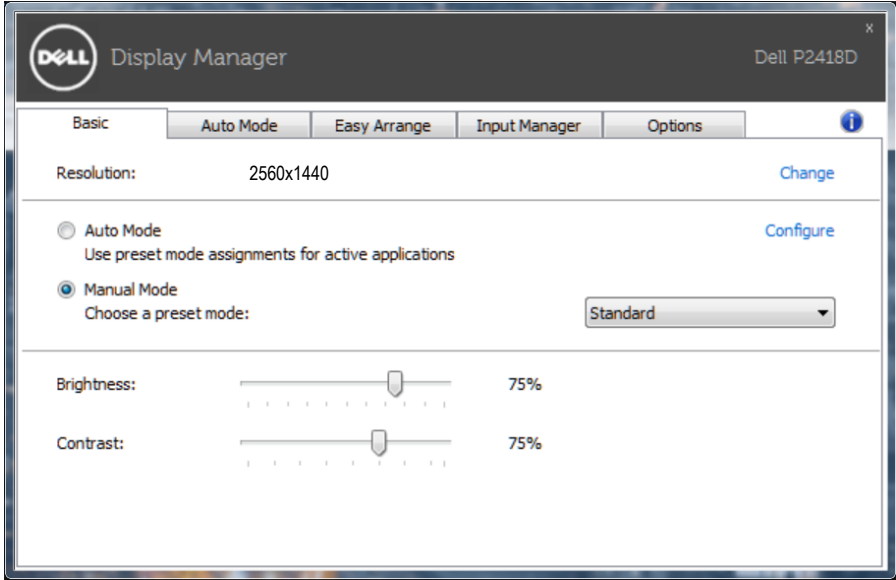 DELL Display Manager
x
Dell P2418D
Basic Auto Mode Easy Arrange Input Manager Options i
Resolution: 2560x1440 Change
Auto Mode Configure
Use preset mode assignments for active applications
Manual Mode
Choose a preset mode: Standard
Brightness: 75%
Contrast: 75%